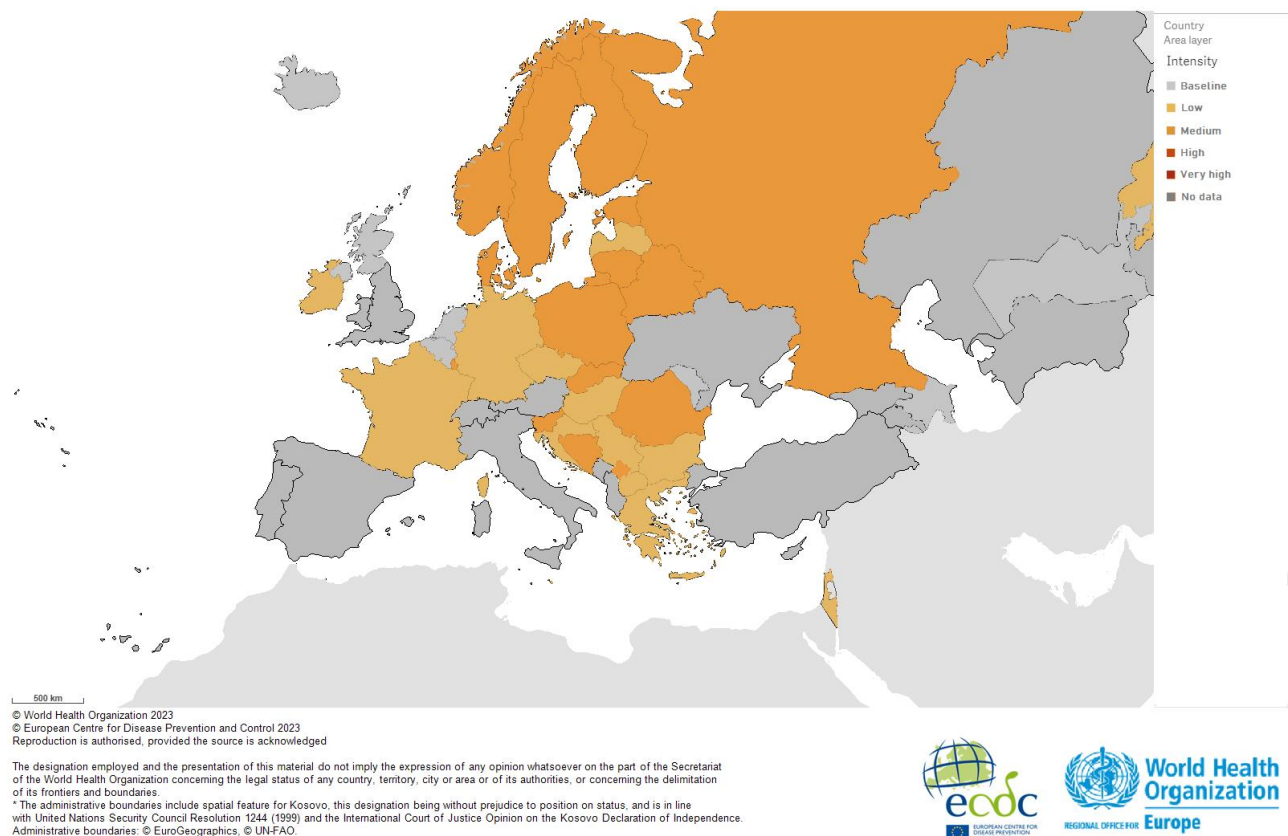 Country
Area layer
Intensity
Baseline
Low
Medium
High
Very high
No data
500 km
© World Health Organization 2023
© European Centre for Disease Prevention and Control 2023
Reproduction is authorised, provided the source is acknowledged
The designation employed and the presentation of this material do not imply the expression of any opinion whatsoever on the part of the Secretariat
of the World Health Organization concerning the legal status of any country, territory, city or area or of its authorities, or concerning the delimitation
of its frontiers and boundaries.
* The administrative boundaries include spatial feature for Kosovo, this designation being without prejudice to position on status, and is in line
with United Nations Security Council Resolution 1244 (1999) and the International Court of Justice Opinion on the Kosovo Declaration of Independence.
Administrative boundaries: © EuroGeographics, © UN-FAO.
ecdc
EUROPEAN CENTRE FOR
DISEASE PREVENTION
World Health
Organization
REGIONAL OFFICE FOR Europe